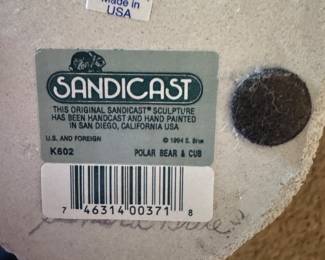 Made in
USA
SANDICAST
THIS ORIGINAL SANDICAST® SCULPTURE
HAS BEEN HANDCAST AND HAND PAINTED
IN SAN DIEGO, CALIFORNIA USA
U.S. AND FOREIGN © 1994 S. Brue
K602 POLAR BEAR & CUB
7 46314 00371 8